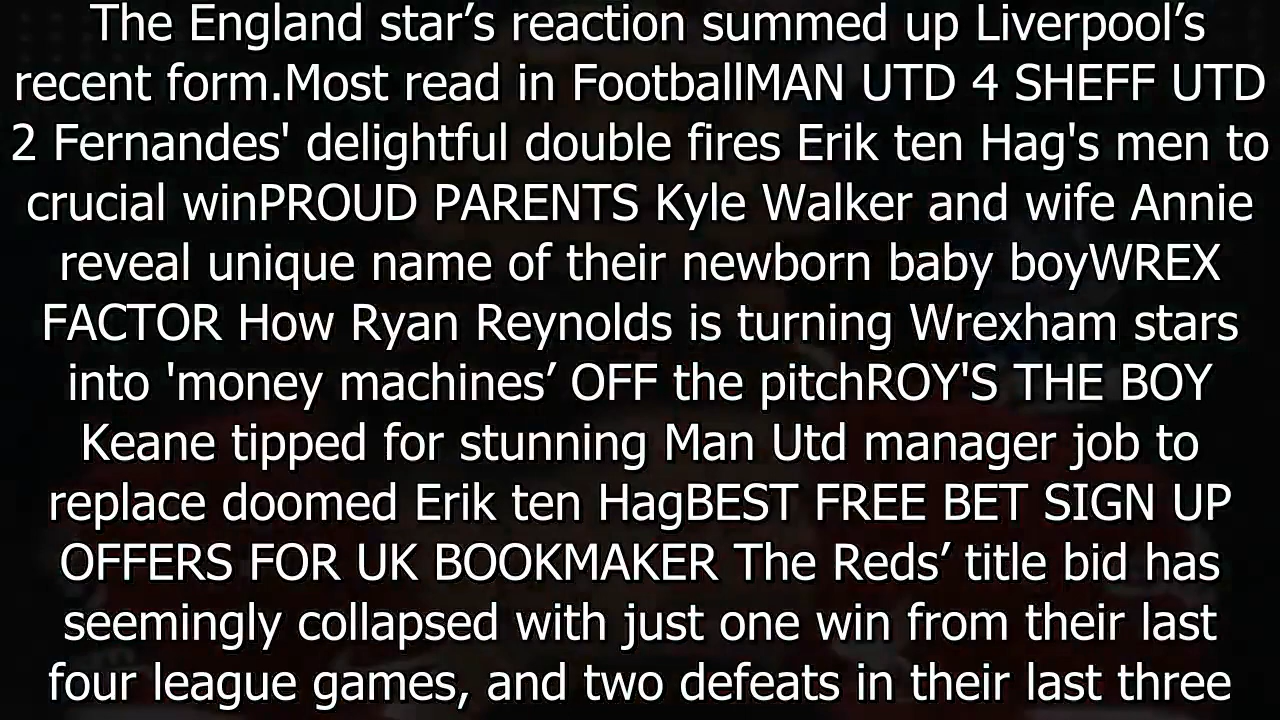 The England star’s reaction summed up Liverpool’s
recent form.Most read in FootballMAN UTD 4 SHEFF UTD
2 Fernandes' delightful double fires Erik ten Hag's men to
crucial winPROUD PARENTS Kyle Walker and wife Annie
reveal unique name of their newborn baby boyWREX
FACTOR How Ryan Reynolds is turning Wrexham stars
into 'money machines’ OFF the pitchROY'S THE BOY
Keane tipped for stunning Man Utd manager job to
replace doomed Erik ten HagBEST FREE BET SIGN UP
OFFERS FOR UK BOOKMAKER The Reds’ title bid has
seemingly collapsed with just one win from their last
four league games, and two defeats in their last three